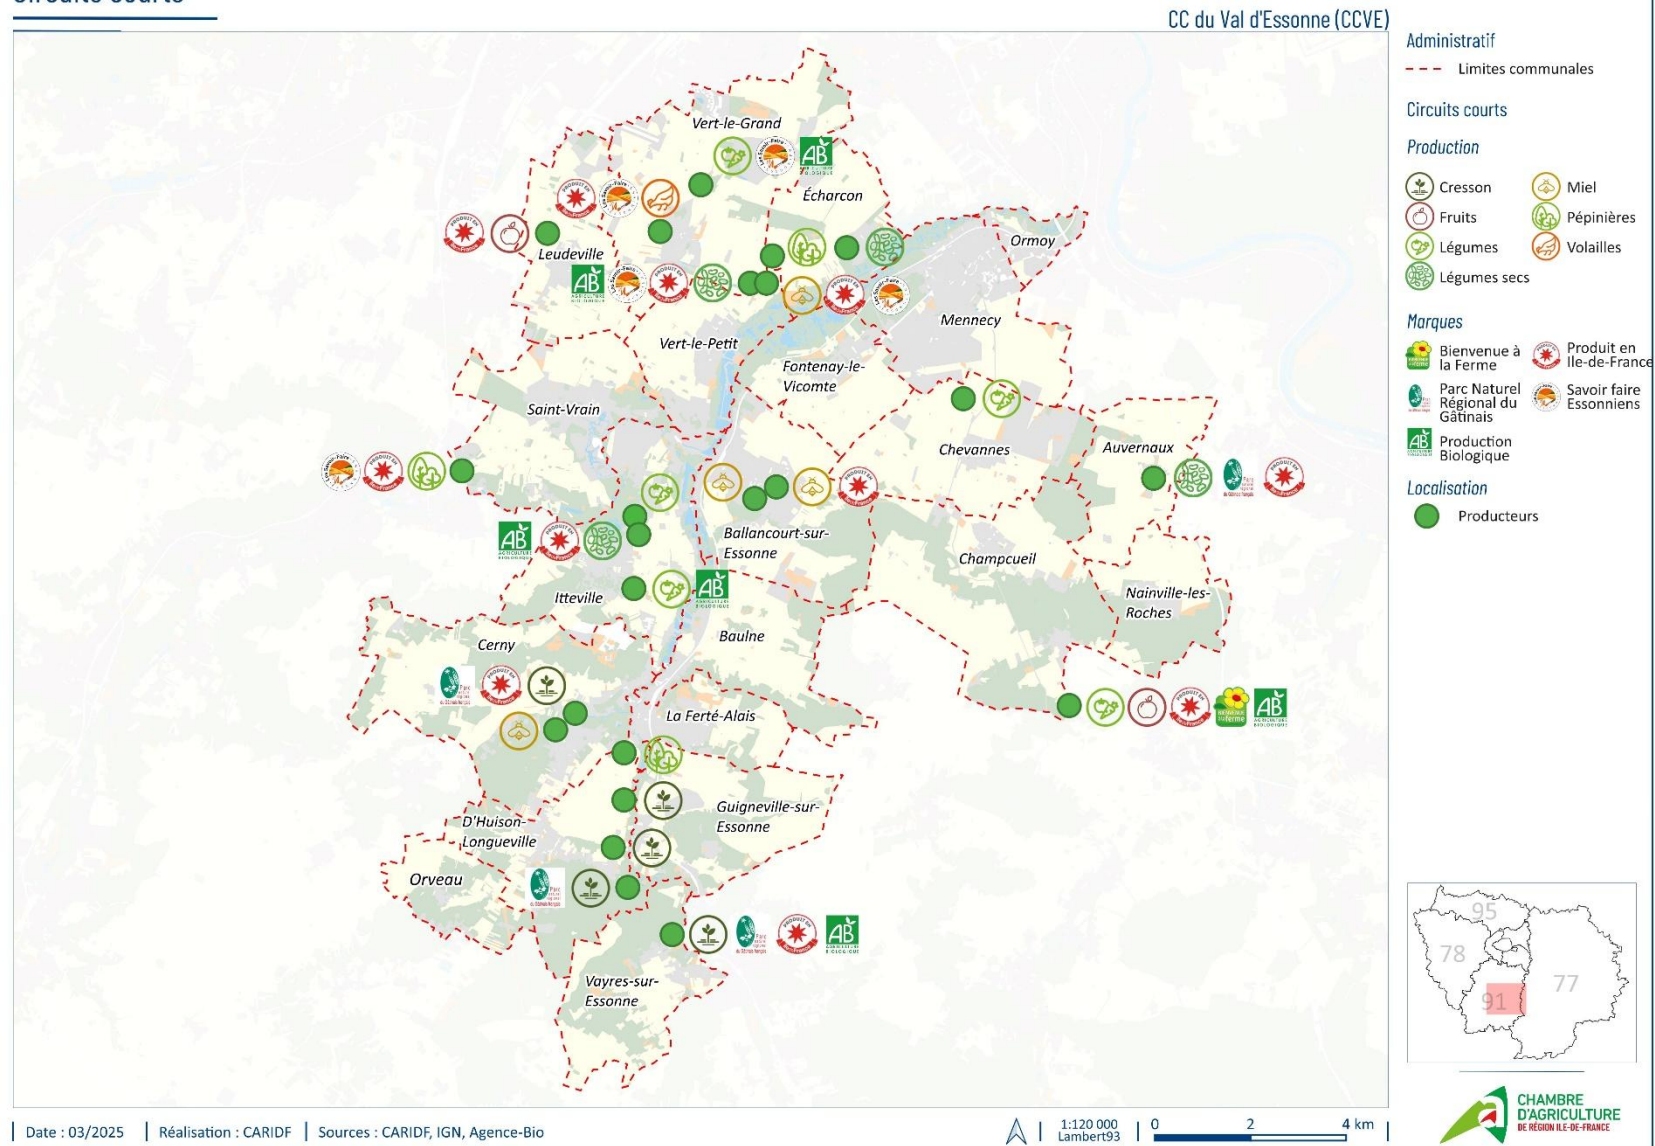 Circuits courts
CC du Val d'Essonne (CCVE)
Vert-le-Grand
Écharcon
Leudeville
Ormoy
Mennecy
Vert-le-Petit
Fontenay-le-
Vicomte
Saint-Vrain
Chevannes
Auvernaux
Ballancourt-sur-
Essonne
Champcueil
Itteville
Nainville-les-
Roches
Baulne
Cerny
La Ferté-Alais
D'Huison-
Longueville
Guigneville-sur-
Essonne
Orveau
Vayres-sur-
Essonne
Administratif
Limites communales
Circuits courts
Production
Cresson
Miel
Fruits
Pépinières
Légumes
Volailles
Légumes secs
Marques
Bienvenue à
la Ferme
Produit en
Ile-de-France
Parc Naturel
Régional du
Gâtinais
Savoir faire
Essonniens
AB
Production
Biologique
Localisation
Producteurs
95
78
77
91
CHAMBRE
D'AGRICULTURE
DE RÉGION ILE-DE-FRANCE
Date : 03/2025 | Réalisation : CARIDF | Sources : CARIDF, IGN, Agence-Bio
1:120 000
Lambert93
0 2 4 km